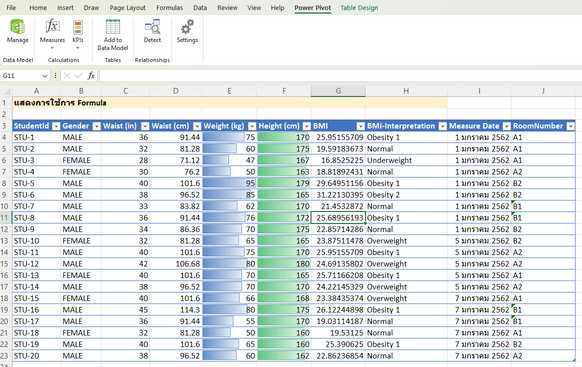 File Home Insert Draw Page Layout Formulas Data Review View Help Power Pivot Table Design
Manage Measures KPIs Add to Data Model Detect Settings
Data Model Calculations Tables Relationships
G11 fx
A B C D E F G H I J
1 แสดงการใช้การ Formula
2
3 StudentId Gender Waist (in) Waist (cm) Weight (kg) Height (cm) BMI BMI-Interpretation Measure Date RoomNumber
4 STU-1 MALE 36 91.44 75 170 25.95155709 Obesity 1 1 มกราคม 2562 A1
5 STU-2 MALE 32 81.28 60 175 19.59183673 Normal 1 มกราคม 2562 A1
6 STU-3 FEMALE 28 71.12 47 167 16.8525225 Underweight 1 มกราคม 2562 A1
7 STU-4 FEMALE 30 76.2 50 163 18.81892431 Normal 1 มกราคม 2562 A2
8 STU-5 MALE 40 101.6 95 179 29.64951156 Obesity 1 1 มกราคม 2562 B2
9 STU-6 MALE 38 96.52 85 165 31.22130395 Obesity 2 1 มกราคม 2562 B2
10 STU-7 MALE 33 83.82 62 170 21.4532872 Normal 1 มกราคม 2562 B1
11 STU-8 MALE 36 91.44 76 172 25.68956193 Obesity 1 1 มกราคม 2562 B1
12 STU-9 MALE 34 86.36 70 175 22.85714286 Normal 1 มกราคม 2562 B2
13 STU-10 FEMALE 32 81.28 65 165 23.87511478 Overweight 5 มกราคม 2562 A2
14 STU-11 MALE 40 101.6 75 170 25.95155709 Obesity 1 5 มกราคม 2562 A2
15 STU-12 MALE 42 106.68 80 180 24.69135802 Overweight 5 มกราคม 2562 A2
16 STU-13 MALE 40 101.6 70 165 25.71166208 Obesity 1 5 มกราคม 2562 A1
17 STU-14 MALE 38 96.52 70 170 24.22145329 Overweight 5 มกราคม 2562 A2
18 STU-15 FEMALE 40 101.6 66 168 23.38435374 Overweight 7 มกราคม 2562 A1
19 STU-16 MALE 45 114.3 80 175 26.12244898 Obesity 1 7 มกราคม 2562 B1
20 STU-17 MALE 36 91.44 55 170 19.03114187 Normal 7 มกราคม 2562 B1
21 STU-18 FEMALE 32 81.28 50 160 19.53125 Normal 7 มกราคม 2562 A2
22 STU-19 MALE 40 101.6 65 160 25.390625 Obesity 1 7 มกราคม 2562 B2
23 STU-20 MALE 38 96.52 60 162 22.86236854 Normal 7 มกราคม 2562 A2